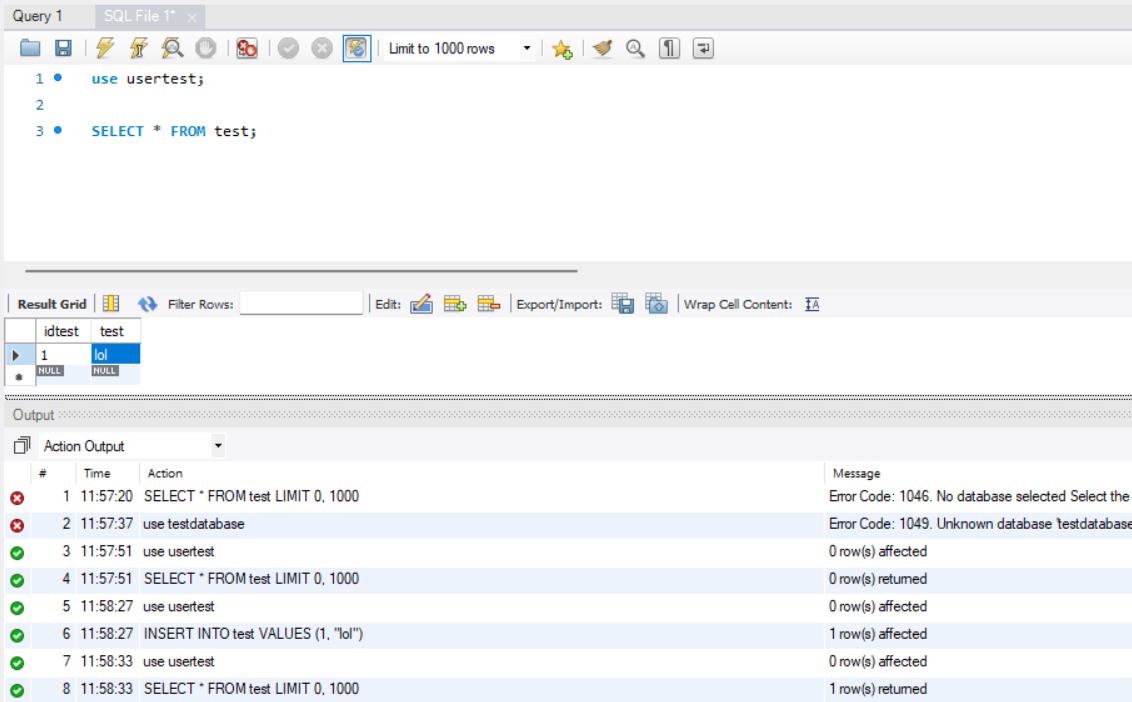 Query 1 SQL File 1* ×
Limit to 1000 rows
1 use usertest;
2
3 SELECT * FROM test;
Result Grid Filter Rows: Edit: Export/Import: Wrap Cell Content: IA
idtest test
1 lol
NULL NULL
Output
Action Output
# Time Action Message
1 11:57:20 SELECT * FROM test LIMIT 0, 1000 Error Code: 1046. No database selected Select the
2 11:57:37 use testdatabase Error Code: 1049. Unknown database 'testdatabase
3 11:57:51 use usertest 0 row(s) affected
4 11:57:51 SELECT * FROM test LIMIT 0, 1000 0 row(s) returned
5 11:58:27 use usertest 0 row(s) affected
6 11:58:27 INSERT INTO test VALUES (1, "lol") 1 row(s) affected
7 11:58:33 use usertest 0 row(s) affected
8 11:58:33 SELECT * FROM test LIMIT 0, 1000 1 row(s) returned